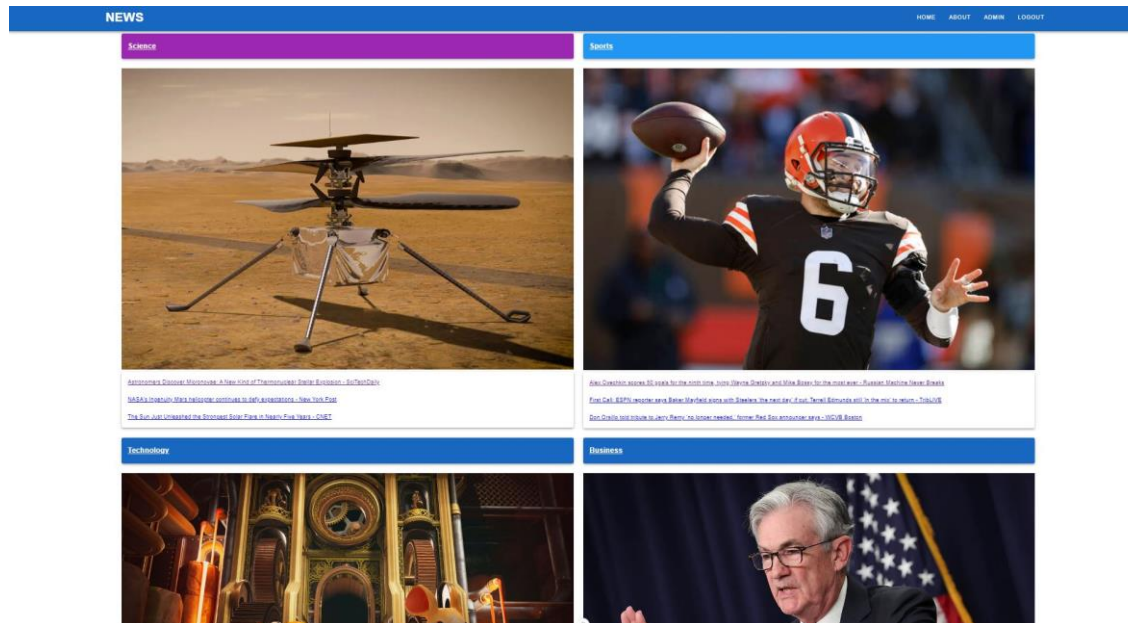 NEWS
HOME ABOUT ADMIN LOGOUT
Science
Sports
6
Astronomers Discover Micronovae: A New Kind of Thermonuclear Stellar Explosion - SciTechDaily
NASA's Ingenuity Mars helicopter continues to defy expectations - New York Post
The Sun Just Unleashed the Strongest Solar Flare in Nearly Five Years - CNET
Alex Ovechkin scores 50 goals for the ninth time, tying Wayne Gretzky and Mike Bossy for the most ever - Russian Machine Never Breaks
First Call: ESPN reporter says Baker Mayfield signs with Steelers 'the next day' if cut; Terrell Edmunds still 'in the mix' to return - TribLIVE
Don Orsillo told tribute to Jerry Remy 'no longer needed,' former Red Sox announcer says - WCVB Boston
Technology
Business